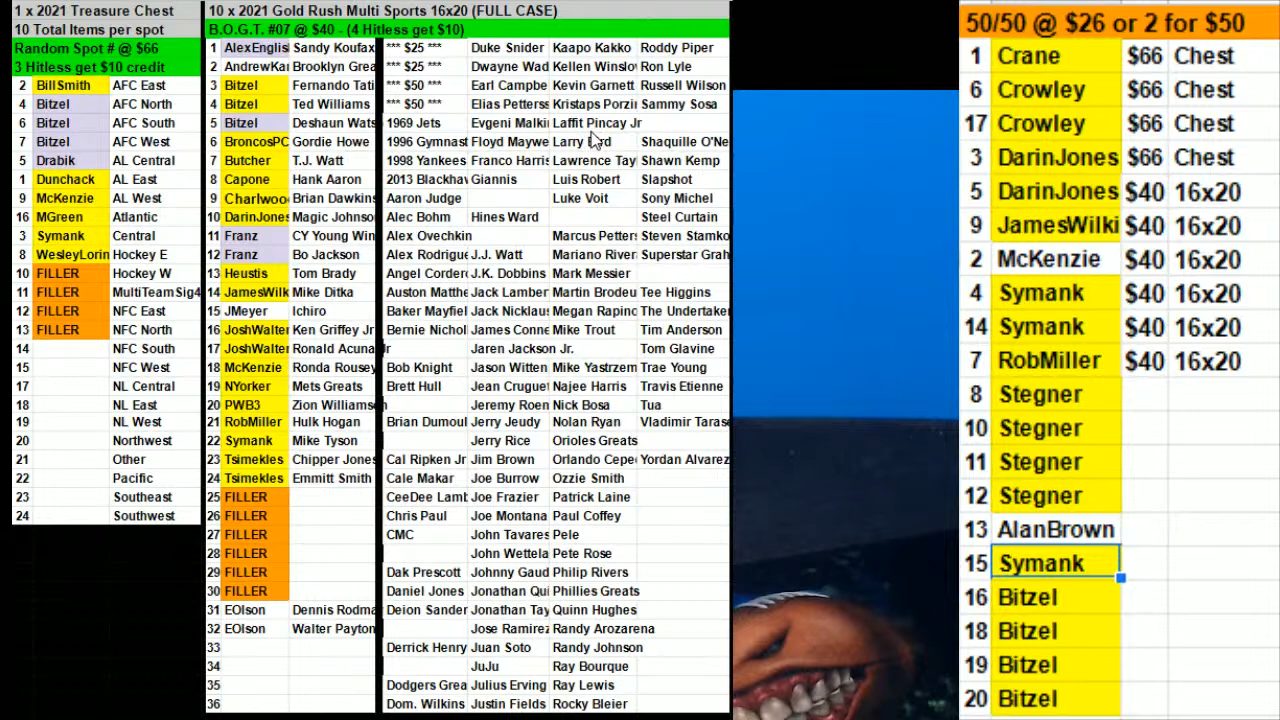 1 x 2021 Treasure Chest
10 Total Items per spot
Random Spot # @ $66
3 Hitless get $10 credit
2 BillSmith AFC East
4 Bitzel AFC North
6 Bitzel AFC South
7 Bitzel AFC West
5 Drabik AL Central
1 Dunchack AL East
9 McKenzie AL West
16 MGreen Atlantic
3 Symank Central
8 WesleyLorin Hockey E
10 FILLER Hockey W
11 FILLER MultiTeamSig4
12 FILLER NFC East
13 FILLER NFC North
14 NFC South
15 NFC West
17 NL Central
18 NL East
19 NL West
20 Northwest
21 Other
22 Pacific
23 Southeast
24 Southwest
10 x 2021 Gold Rush Multi Sports 16x20 (FULL CASE)
B.O.G.T. #07 @ $40 - (4 Hitless get $10)
1 AlexEnglis Sandy Koufax *** $25 *** Duke Snider Kaapo Kakko Roddy Piper
2 AndrewKa Brooklyn Grea *** $25 *** Dwayne Wad Kellen Winslov Ron Lyle
3 Bitzel Fernando Tati *** $50 *** Earl Campbe Kevin Garnett Russell Wilson
4 Bitzel Ted Williams *** $50 *** Elias Petterss Kristaps Porzi Sammy Sosa
5 Bitzel Deshaun Wats 1969 Jets Evgeni Malki Laffit Pincay Jr
6 BroncosPC Gordie Howe 1996 Gymnast Floyd Maywe Larry Bird Shaquille O'Ne
7 Butcher T.J. Watt 1998 Yankees Franco Harris Lawrence Tay Shawn Kemp
8 Capone Hank Aaron 2013 Blackhav Giannis Luis Robert Slapshot
9 Charlwoo Brian Dawkins Aaron Judge Luke Voit Sony Michel
10 DarinJones Magic Johnso Alec Bohm Hines Ward Steel Curtain
11 Franz CY Young Win Alex Ovechkin Marcus Petters Steven Stamko
12 Franz Bo Jackson Alex Rodrigue J.J. Watt Mariano River Superstar Grah
13 Heustis Tom Brady Angel Corder J.K. Dobbins Mark Messier
14 JamesWilk Mike Ditka Auston Matthe Jack Lamber Martin Brodeu Tee Higgins
15 JMeyer Ichiro Baker Mayfiel Jack Nicklaus Megan Rapino The Undertaker
16 JoshWalter Ken Griffey Jr Bernie Nichol James Conne Mike Trout Tim Anderson
17 JoshWalter Ronald Acuna Jr Jaren Jackson Jr. Tom Glavine
18 McKenzie Ronda Rousey Bob Knight Jason Witten Mike Yastrzem Trae Young
19 NYorker Mets Greats Brett Hull Jean Cruguet Najee Harris Travis Etienne
20 PWB3 Zion Williamson Jeremy Roen Nick Bosa Tua
21 RobMiller Hulk Hogan Brian Dumoul Jerry Jeudy Nolan Ryan Vladimir Tarase
22 Symank Mike Tyson Jerry Rice Orioles Greats
23 Tsimekles Chipper Jones Cal Ripken Jr Jim Brown Orlando Cepe Yordan Alvarez
24 Tsimekles Emmitt Smith Cale Makar Joe Burrow Ozzie Smith
25 FILLER CeeDee Lamb Joe Frazier Patrick Laine
26 FILLER Chris Paul Joe Montana Paul Coffey
27 FILLER CMC John Tavares Pele
28 FILLER John Wettela Pete Rose
29 FILLER Dak Prescott Johnny Gaud Philip Rivers
30 FILLER Daniel Jones Jonathan Qui Phillies Greats
31 EOlson Dennis Rodma Deion Sander Jonathan Tay Quinn Hughes
32 EOlson Walter Payton Jose Ramirez Randy Arozarena
33 Derrick Henry Juan Soto Randy Johnson
34 JuJu Ray Bourque
35 Dodgers Grea Julius Erving Ray Lewis
36 Dom. Wilkins Justin Fields Rocky Bleier
50/50 @ $26 or 2 for $50
1 Crane $66 Chest
6 Crowley $66 Chest
17 Crowley $66 Chest
3 DarinJones $66 Chest
5 DarinJones $40 16x20
9 JamesWilki $40 16x20
2 McKenzie $40 16x20
4 Symank $40 16x20
14 Symank $40 16x20
7 RobMiller $40 16x20
8 Stegner
10 Stegner
11 Stegner
12 Stegner
13 AlanBrown
15 Symank
16 Bitzel
18 Bitzel
19 Bitzel
20 Bitzel